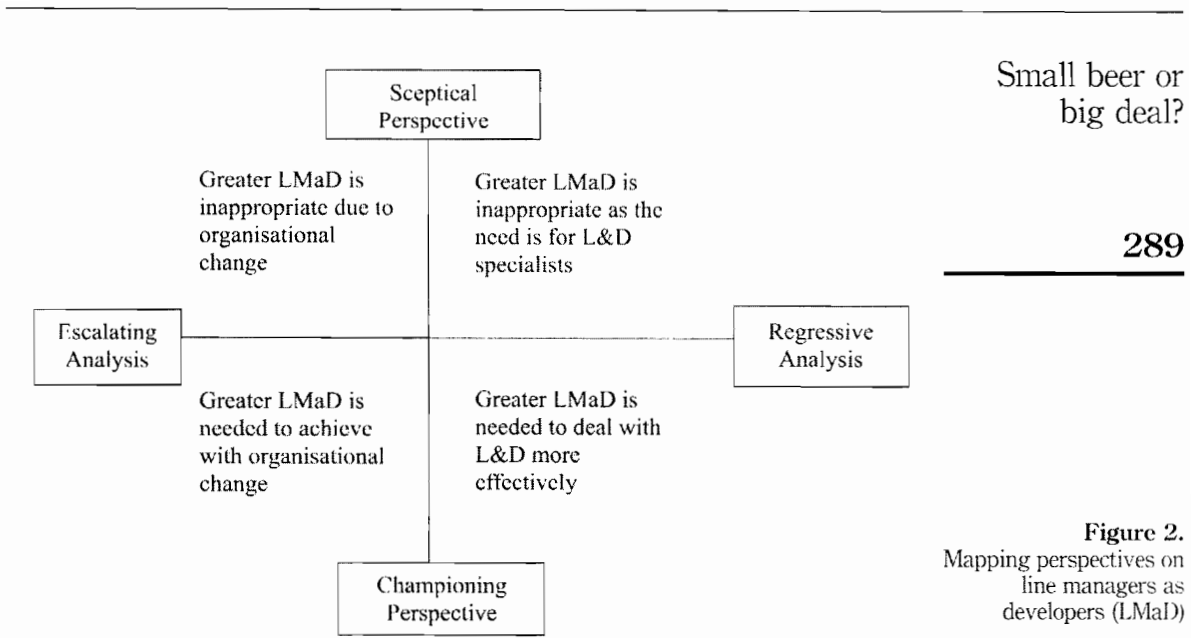 Small beer or
big deal?
289
Sceptical
Perspective
Greater LMaD is
inappropriate due to
organisational
change
Greater LMaD is
inappropriate as the
need is for L&D
specialists
Escalating
Analysis
Regressive
Analysis
Greater LMaD is
needed to achieve
with organisational
change
Greater LMaD is
needed to deal with
L&D more
effectively
Championing
Perspective
Figure 2.
Mapping perspectives on
line managers as
developers (LMaD)